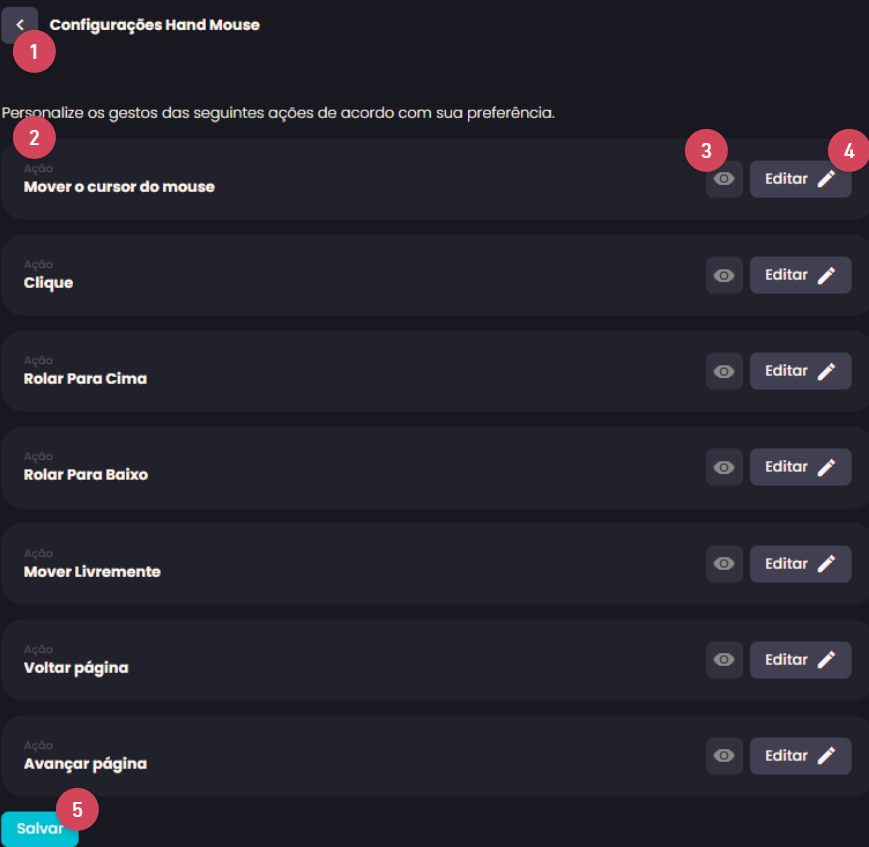 Configurações Hand Mouse
1
Personalize os gestos das seguintes ações de acordo com sua preferência.
2
3
4
Ação
Mover o cursor do mouse
Editar
Ação
Clique
Editar
Ação
Rolar Para Cima
Editar
Ação
Rolar Para Baixo
Editar
Ação
Mover Livremente
Editar
Ação
Voltar página
Editar
Ação
Avançar página
Editar
5
Salvar